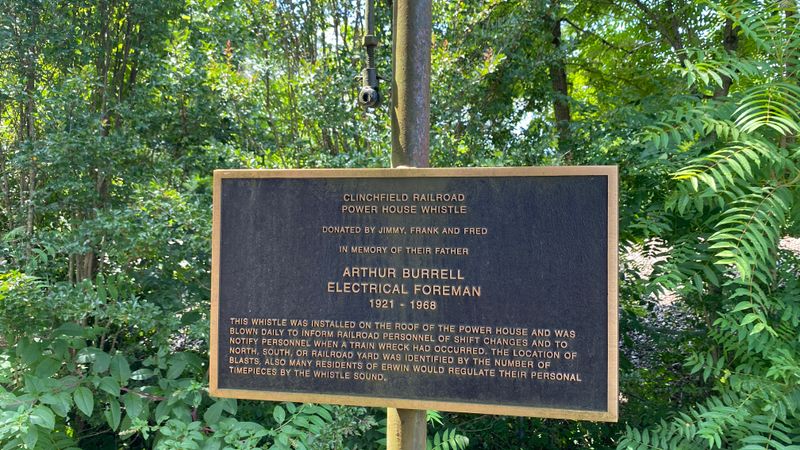 CLINCHFIELD RAILROAD
POWER HOUSE WHISTLE
DONATED BY JIMMY, FRANK AND FRED
IN MEMORY OF THEIR FATHER
ARTHUR BURRELL
ELECTRICAL FOREMAN
1921 - 1968
THIS WHISTLE WAS INSTALLED ON THE ROOF OF THE POWER HOUSE AND WAS
BLOWN DAILY TO INFORM RAILROAD PERSONNEL OF SHIFT CHANGES AND TO
NOTIFY PERSONNEL WHEN A TRAIN WRECK HAD OCCURRED. THE LOCATION OF
NORTH, SOUTH, OR RAILROAD YARD WAS IDENTIFIED BY THE NUMBER OF
BLASTS. ALSO MANY RESIDENTS OF ERWIN WOULD REGULATE THEIR PERSONAL
TIMEPIECES BY THE WHISTLE SOUND.